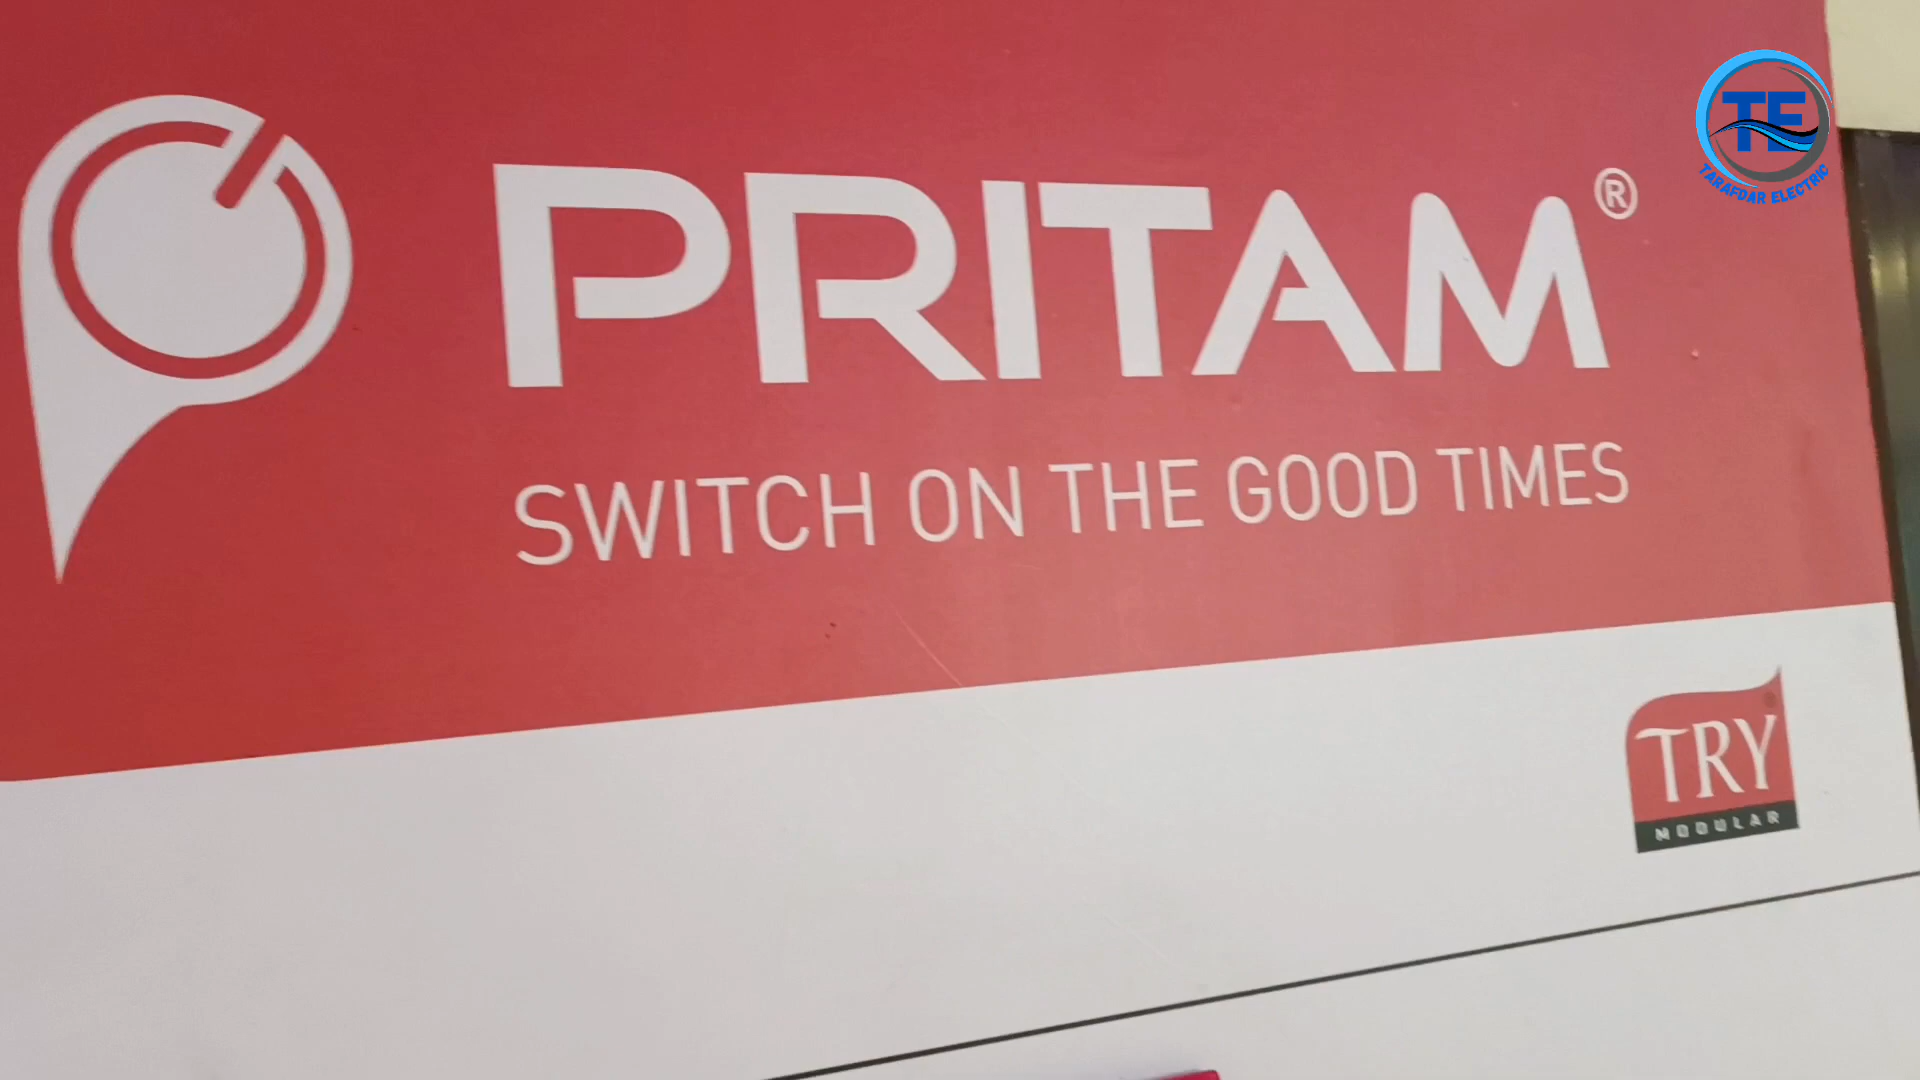 TE
TARAFDAR ELECTRIC
PRITAM®
SWITCH ON THE GOOD TIMES
TRY
MODULAR